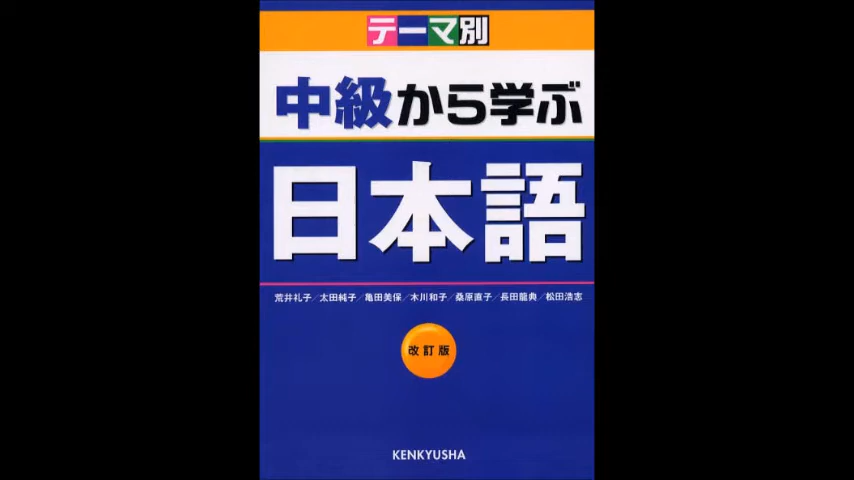 テーマ別
中級から学ぶ
日本語
荒井礼子／太田純子／亀田美保／木川和子／桑原直子／長田龍典／松田浩志
改訂版
KENKYUSHA